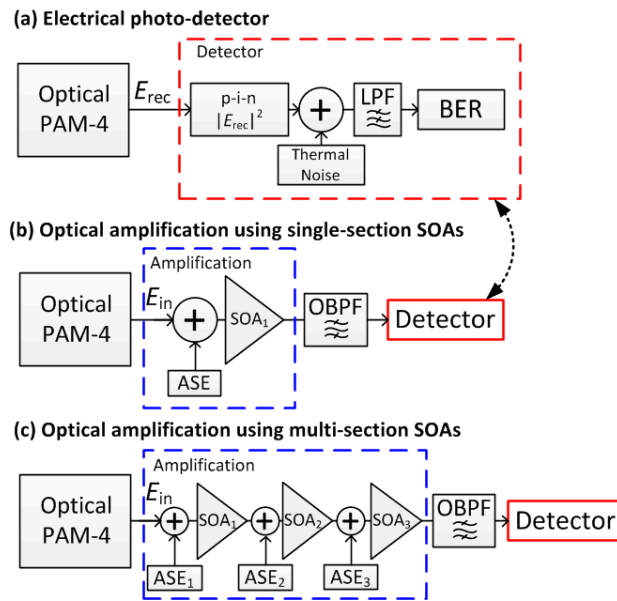 (a) Electrical photo-detector
Detector
Optical
PAM-4
E_rec
p-i-n
|E_rec|²
+
LPF
BER
Thermal
Noise
(b) Optical amplification using single-section SOAs
Amplification
Optical
PAM-4
E_in
+
SOA₁
OBPF
Detector
ASE
(c) Optical amplification using multi-section SOAs
Amplification
Optical
PAM-4
E_in
+
SOA₁
+
SOA₂
+
SOA₃
OBPF
Detector
ASE₁
ASE₂
ASE₃